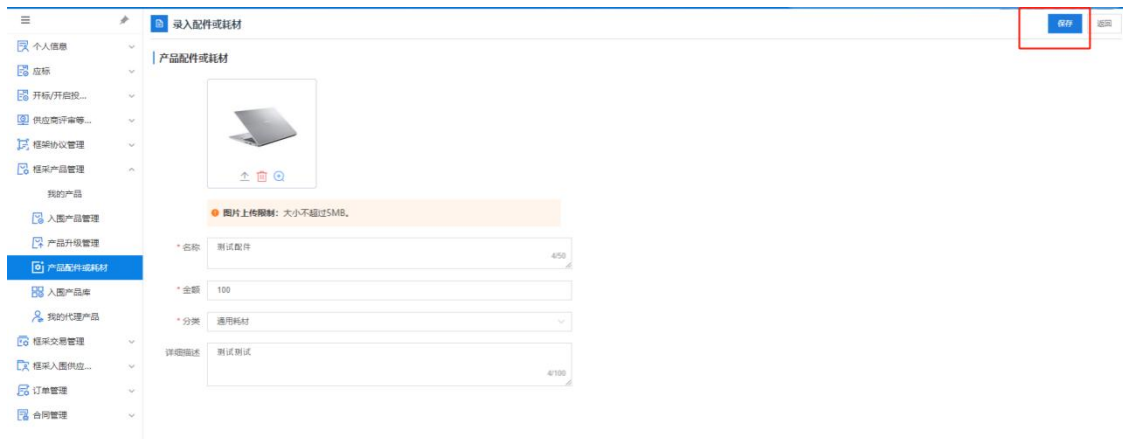 录入配件或耗材
保存
返回
个人信息
应标
开标/开启投...
供应商评审等...
框架协议管理
框采产品管理
我的产品
入围产品管理
产品升级管理
产品配件或耗材
入围产品库
我的代理产品
框采交易管理
框采入围供应...
订单管理
合同管理
产品配件或耗材
图片上传限制：大小不超过5MB。
* 名称 测试配件
4/50
* 金额 100
* 分类 通用耗材
详细描述 测试测试
4/100